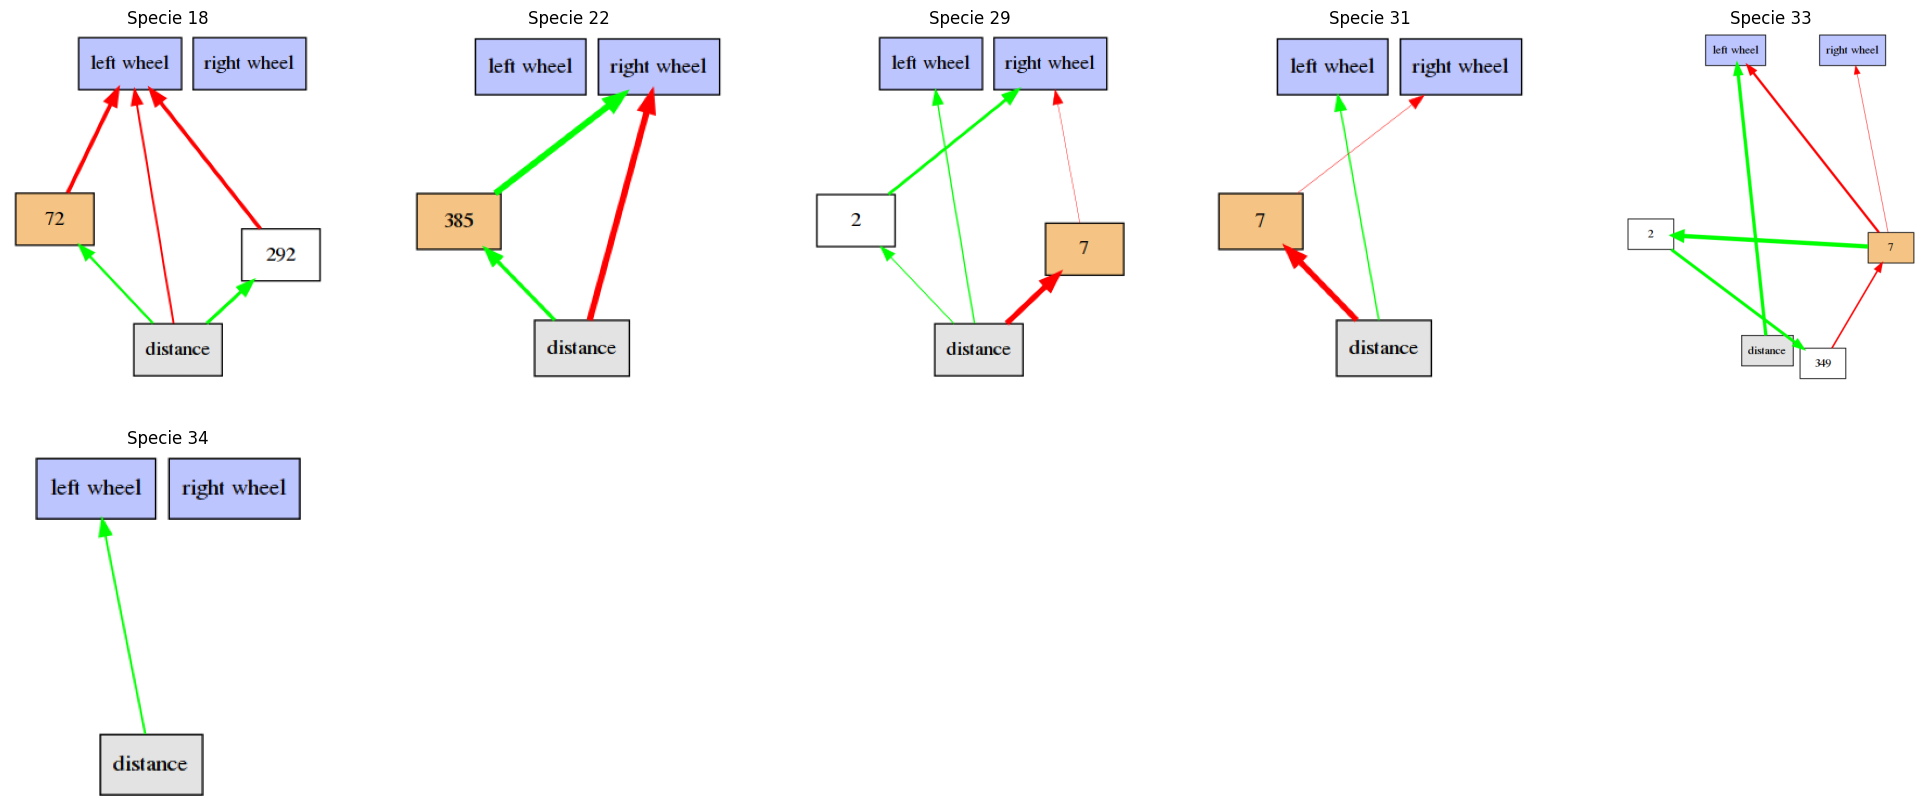 Specie 18
left wheel
right wheel
72
292
distance
Specie 22
left wheel
right wheel
385
distance
Specie 29
left wheel
right wheel
2
7
distance
Specie 31
left wheel
right wheel
7
distance
Specie 33
left wheel
right wheel
2
7
distance
349
Specie 34
left wheel
right wheel
distance